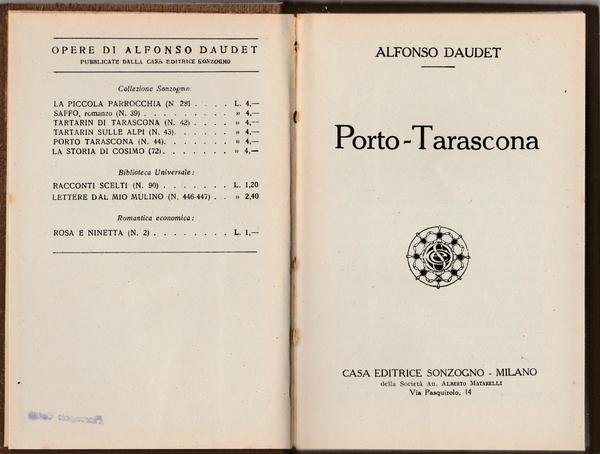 OPERE DI ALFONSO DAUDET
PUBBLICATE DALLA CASA EDITRICE SONZOGNO
Collezione Sonzogno:
LA PICCOLA PARROCCHIA (N 281 . . . . L. 4,—
SAFFO, romanzo (N. 39) . . . . . . . . . » 4,—
TARTARIN DI TARASCONA (N. 42) . . . . » 4,—
TARTARIN SULLE ALPI (N. 43). . . . . . . » 4,—
PORTO TARASCONA (N. 44). . . . . . . . » 4,—
LA STORIA DI COSIMO (72). . . . . . . . » 4,—
Biblioteca Universale:
RACCONTI SCELTI (N. 90) . . . . . . . L. 1,20
LETTERE DAL MIO MULINO (N. 446-447) . . » 2,40
Romantica economica:
ROSA E NINETTA (N. 2) . . . . . . . . L. 1,—
ALFONSO DAUDET
Porto-Tarascona
CASA EDITRICE SONZOGNO - MILANO
della Società An. ALBERTO MATARELLI
Via Pasquirolo, 14